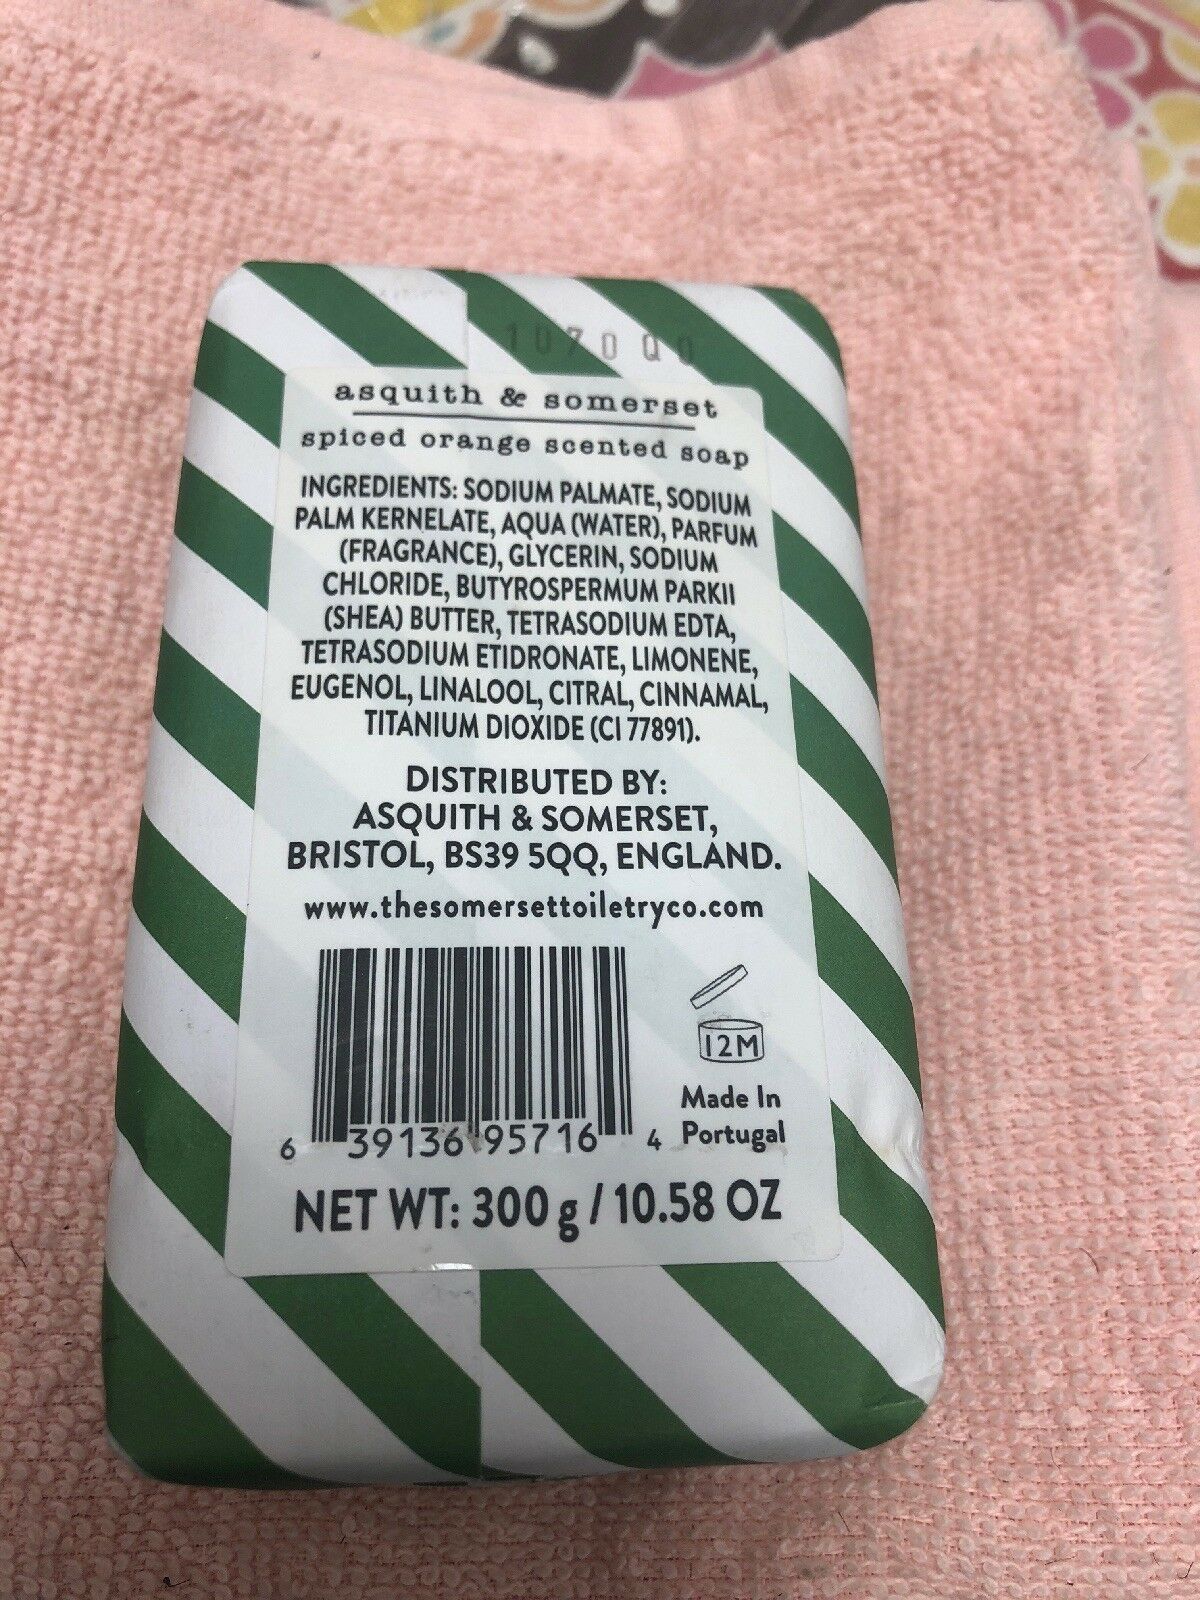 1070Q0
asquith & somerset
spiced orange scented soap
INGREDIENTS: SODIUM PALMATE, SODIUM
PALM KERNELATE, AQUA (WATER), PARFUM
(FRAGRANCE), GLYCERIN, SODIUM
CHLORIDE, BUTYROSPERMUM PARKII
(SHEA) BUTTER, TETRASODIUM EDTA,
TETRASODIUM ETIDRONATE, LIMONENE,
EUGENOL, LINALOOL, CITRAL, CINNAMAL,
TITANIUM DIOXIDE (CI 77891).
DISTRIBUTED BY:
ASQUITH & SOMERSET,
BRISTOL, BS39 5QQ, ENGLAND.
www.thesomersettoiletryco.com
12M
Made In
Portugal
6 39136 95716 4
NET WT: 300 g / 10.58 OZ